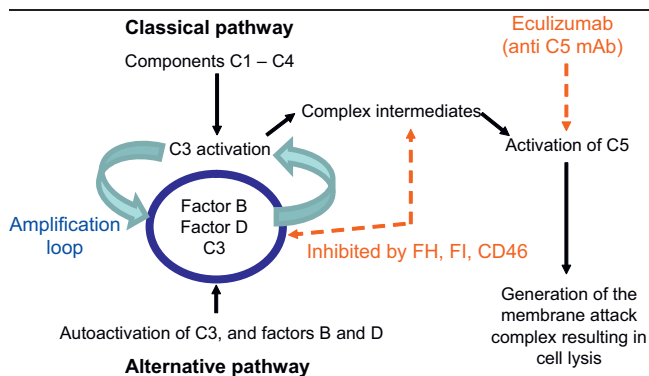 Classical pathway
Components C1 – C4
Eculizumab
(anti C5 mAb)
Complex intermediates
C3 activation
Activation of C5
Amplification
loop
Factor B
Factor D
C3
Inhibited by FH, FI, CD46
Autoactivation of C3, and factors B and D
Alternative pathway
Generation of the
membrane attack
complex resulting in
cell lysis